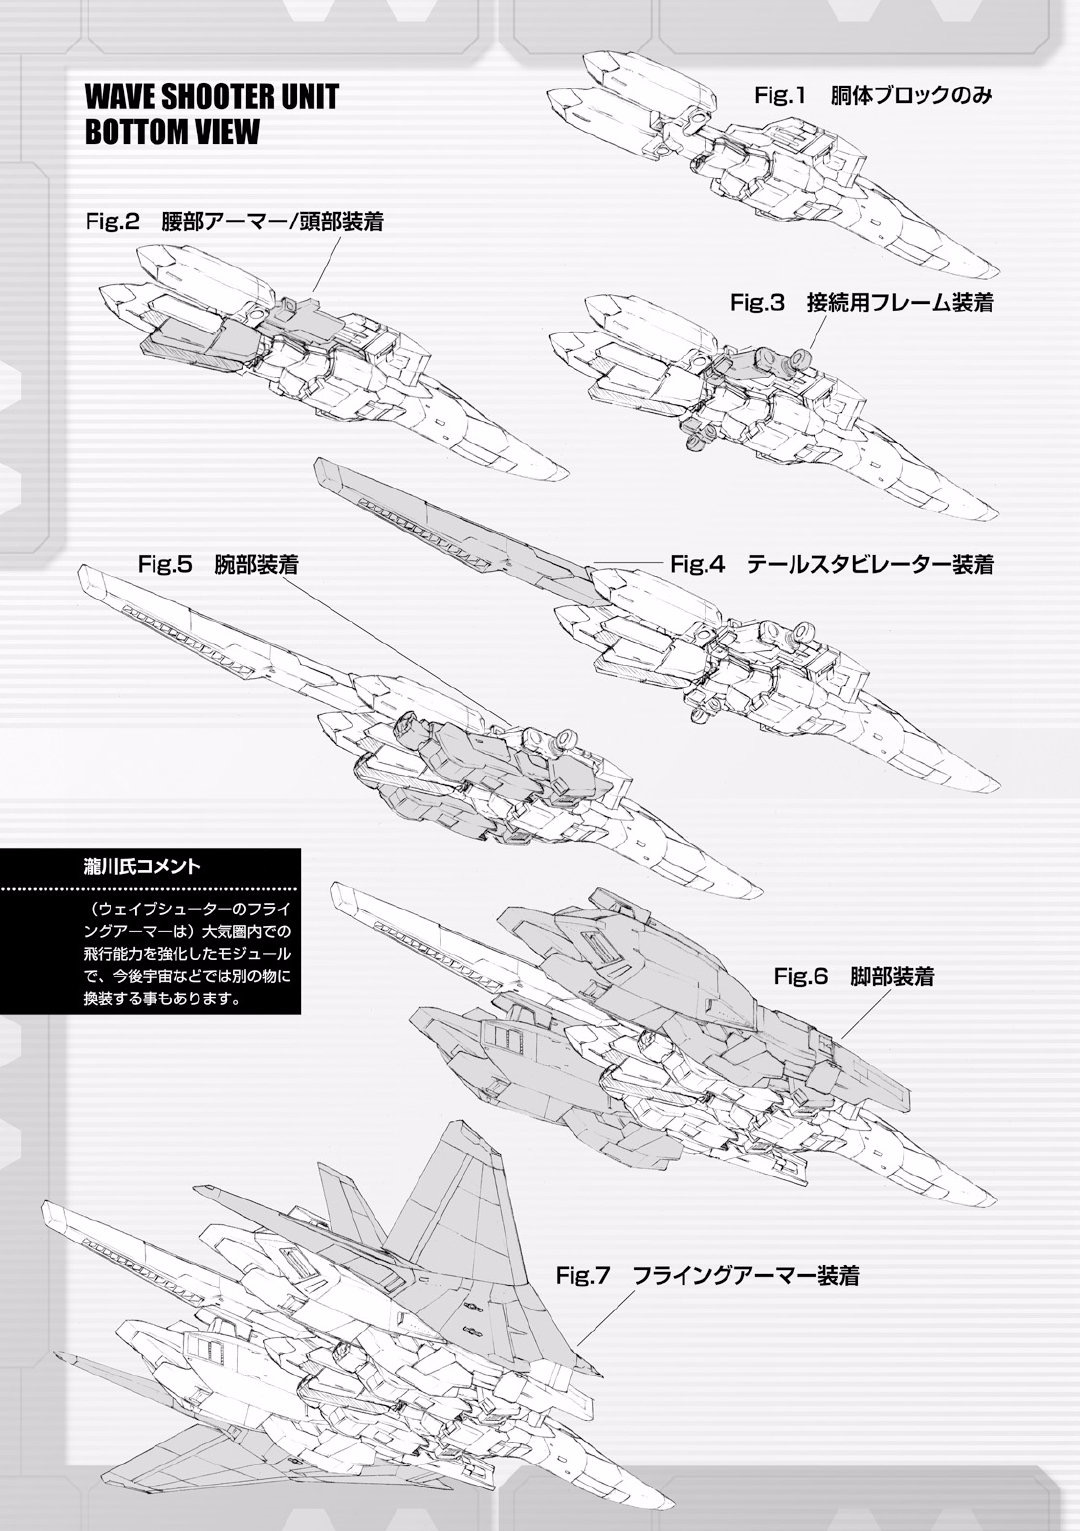 WAVE SHOOTER UNIT
BOTTOM VIEW
Fig.1 胴体ブロックのみ
Fig.2 腰部アーマー/頭部装着
Fig.3 接続用フレーム装着
Fig.4 テールスタビレーター装着
Fig.5 腕部装着
瀧川氏コメント
（ウェイブシューターのフライ
ングアーマーは）大気圏内での
飛行能力を強化したモジュール
で、今後宇宙などでは別の物に
換装する事もあります。
Fig.6 脚部装着
Fig.7 フライングアーマー装着